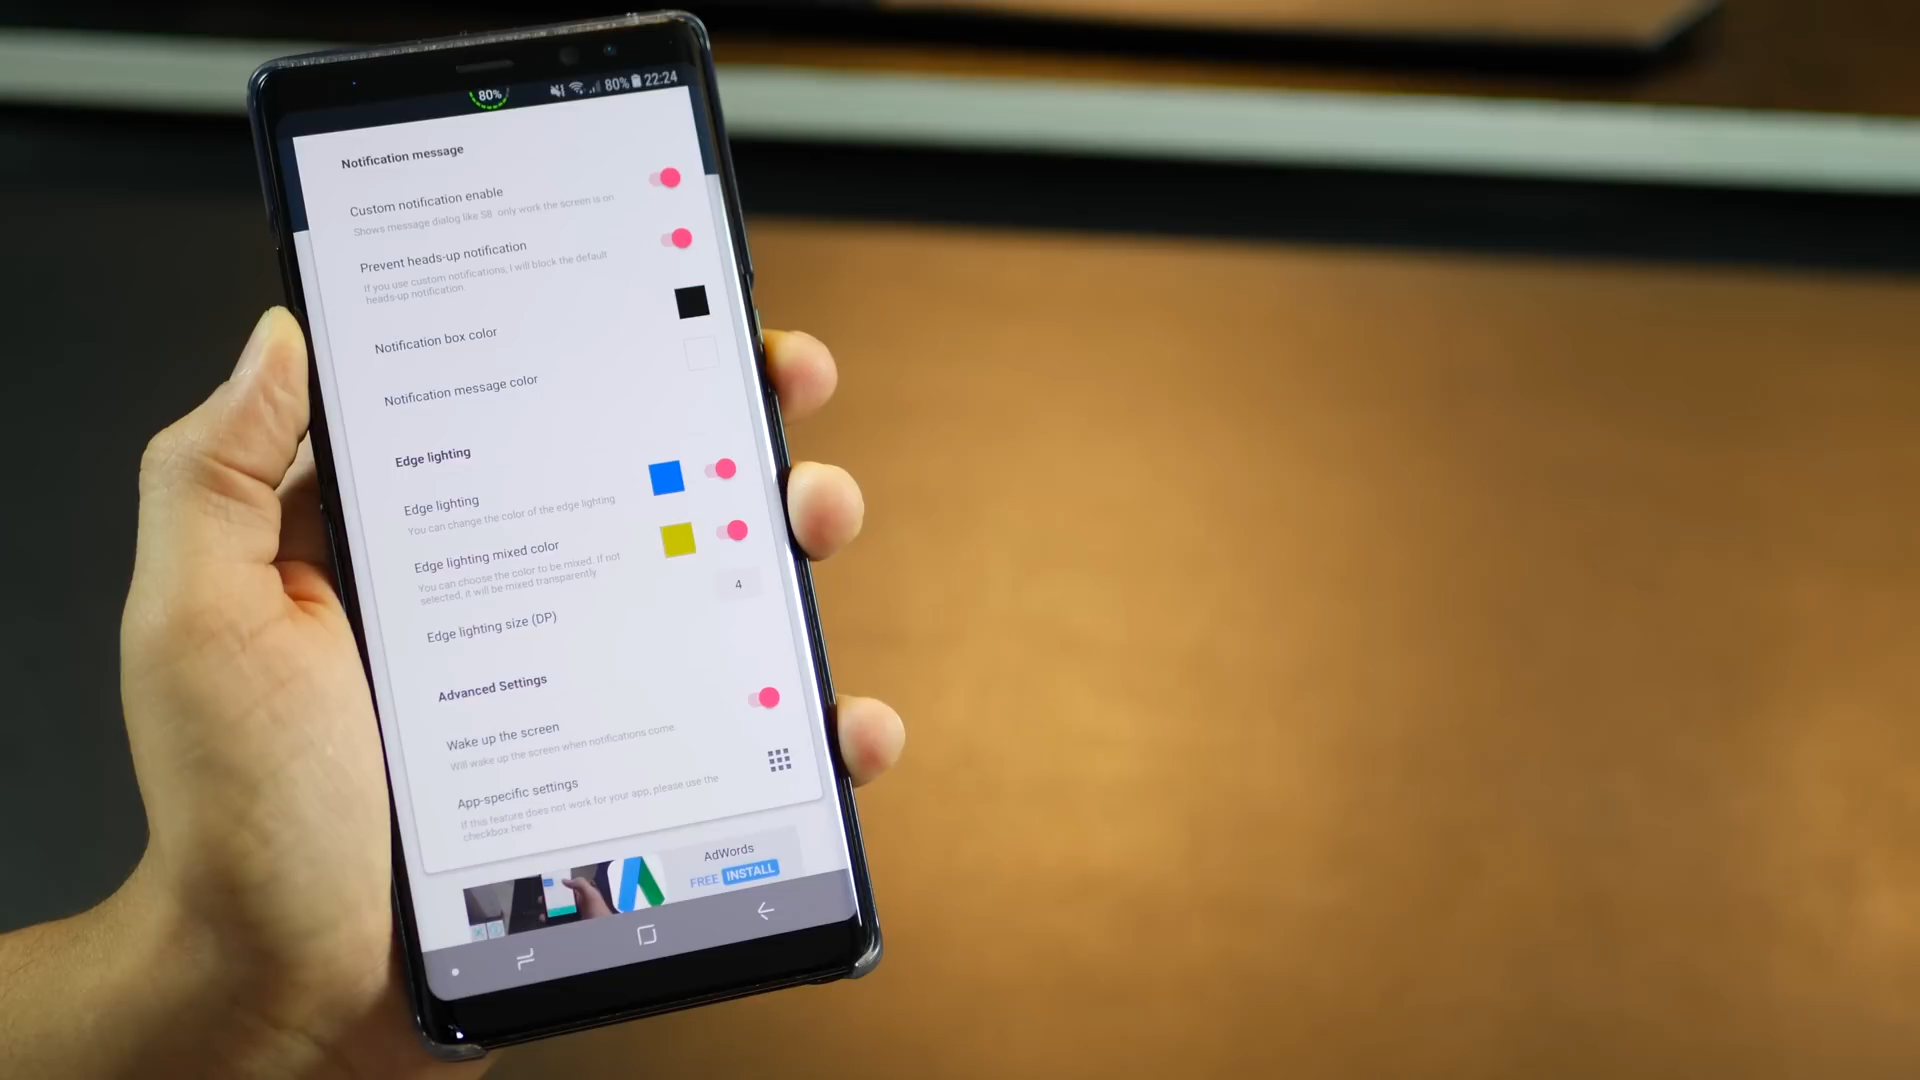 80%
80% 22:24
Notification message
Custom notification enable
Shows message dialog like S8 only work the screen is on
Prevent heads-up notification
If you use custom notifications, I will block the default
heads-up notification.
Notification box color
Notification message color
Edge lighting
Edge lighting
You can change the color of the edge lighting
Edge lighting mixed color
You can choose the color to be mixed. If not
selected, it will be mixed transparently
4
Edge lighting size (DP)
Advanced Settings
Wake up the screen
Will wake up the screen when notifications come
App-specific settings
If this feature does not work for your app, please use the
checkbox here
AdWords
FREE INSTALL